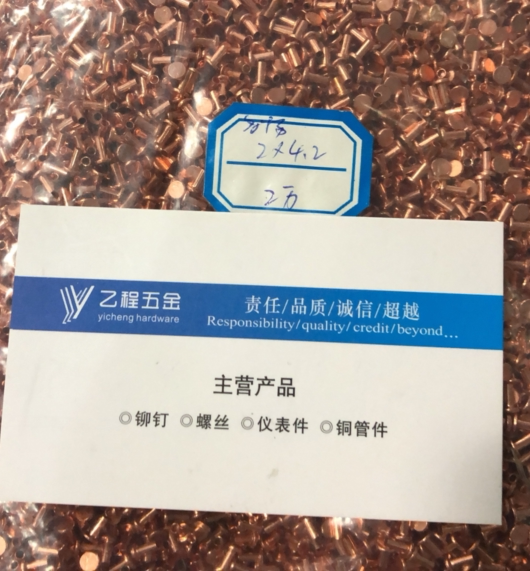 2×4.2
2万
乙程五金
yicheng hardware
责任/品质/诚信/超越
Responsibility/quality/credit/beyond...
主营产品
◎铆钉 ◎螺丝 ◎仪表件 ◎铜管件